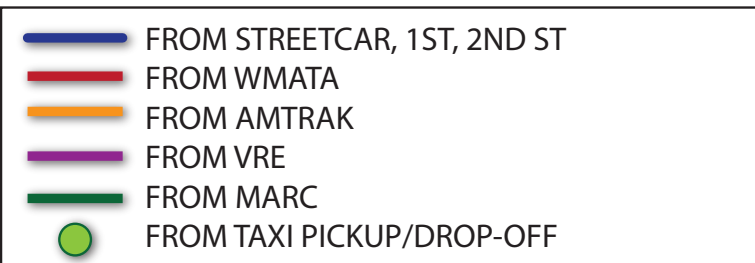 FROM STREETCAR, 1ST, 2ND ST
FROM WMATA
FROM AMTRAK
FROM VRE
FROM MARC
FROM TAXI PICKUP/DROP-OFF